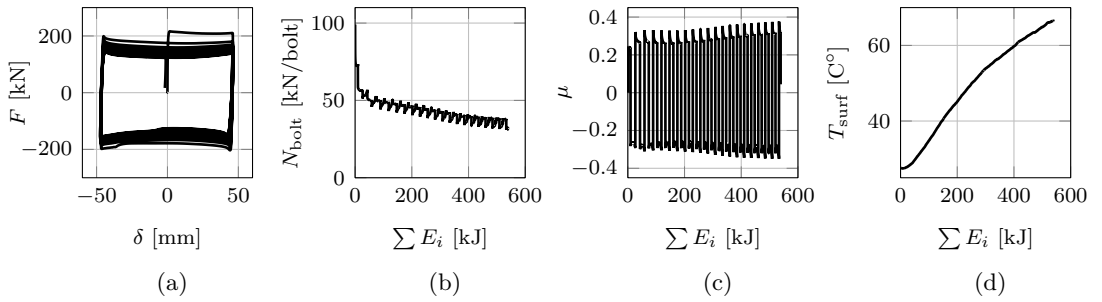 200
0
−200
−50
0
50
F [kN]
δ [mm]
(a)
100
50
0
0
200
400
600
N_bolt [kN/bolt]
∑ E_i [kJ]
(b)
0.4
0.2
0
−0.2
−0.4
0
200
400
600
μ
∑ E_i [kJ]
(c)
60
40
0
200
400
600
T_surf [C°]
∑ E_i [kJ]
(d)